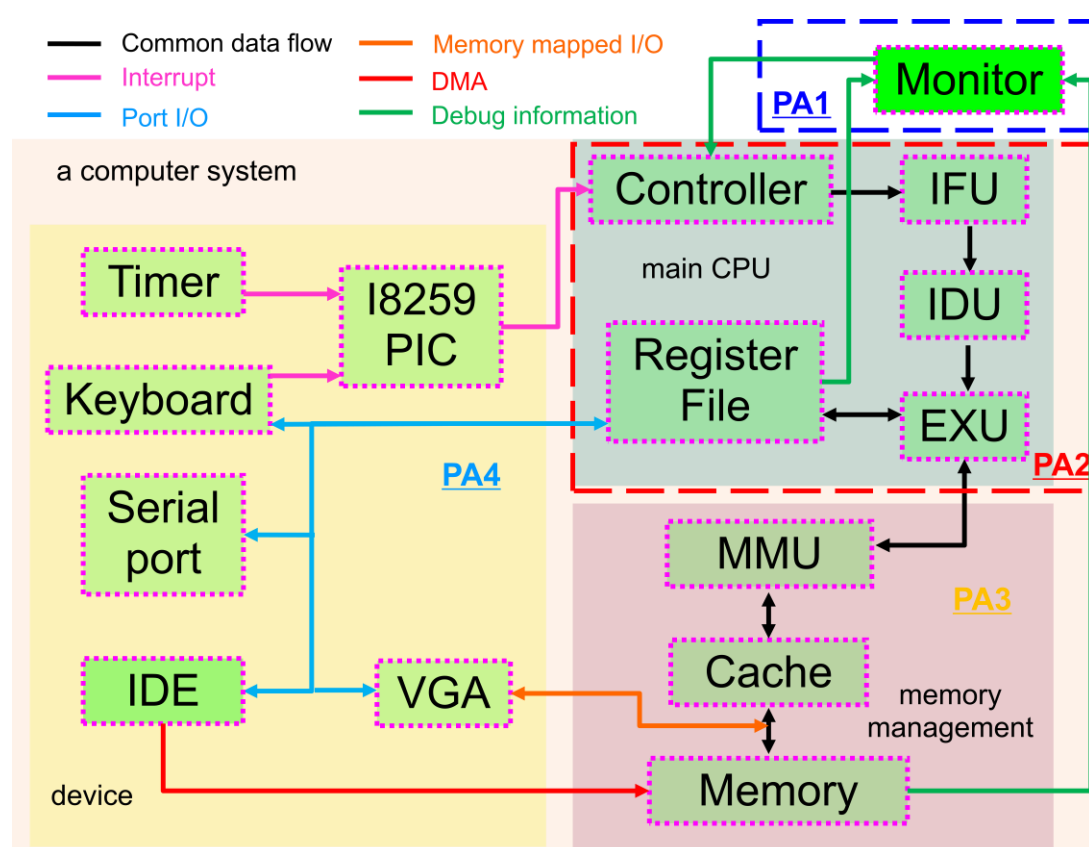 Common data flow
Memory mapped I/O
Interrupt
DMA
Port I/O
Debug information
Monitor
PA1
a computer system
Controller
IFU
main CPU
Timer
I8259
PIC
IDU
Register
File
Keyboard
EXU
PA4
PA2
Serial
port
MMU
PA3
Cache
IDE
VGA
memory
management
device
Memory